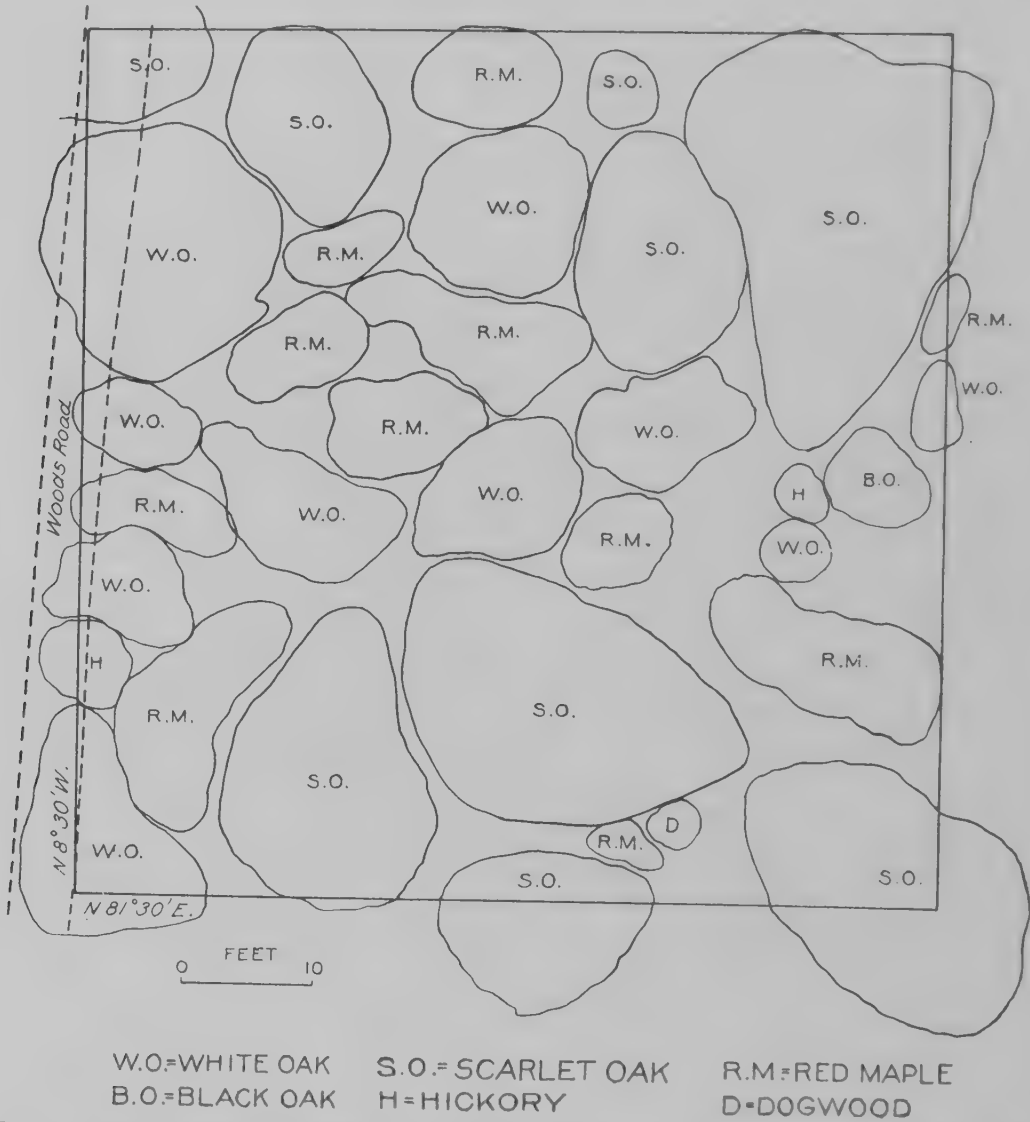 S.O.
R.M.
S.O.
S.O.
W.O.
S.O.
S.O.
W.O.
R.M.
R.M.
R.M.
R.M.
W.O.
Woods Road
W.O.
R.M.
W.O.
B.O.
W.O.
H
R.M.
W.O.
R.M.
W.O.
W.O.
H
R.M.
R.M.
S.O.
S.O.
N 8° 30' W.
D
R.M.
W.O.
S.O.
S.O.
N 81° 30' E.
FEET
0 10
W.O.=WHITE OAK S.O.=SCARLET OAK R.M.=RED MAPLE
B.O.=BLACK OAK H=HICKORY D=DOGWOOD